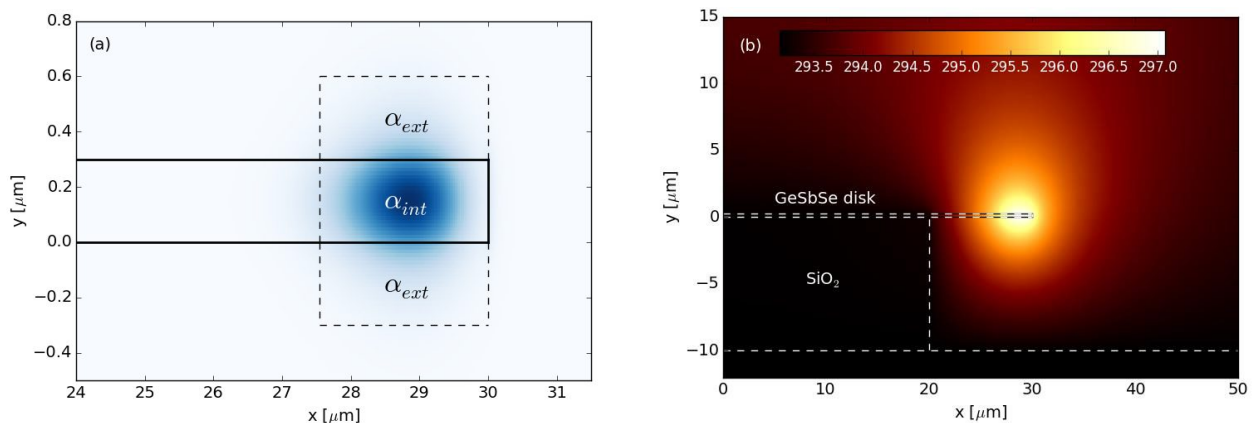 (a)
0.8
0.6
0.4
0.2
0.0
−0.2
−0.4
y [μm]
α_ext
α_int
α_ext
24 25 26 27 28 29 30 31
x [μm]
(b)
293.5 294.0 294.5 295.0 295.5 296.0 296.5 297.0
15
10
5
0
−5
−10
y [μm]
GeSbSe disk
SiO₂
0 10 20 30 40 50
x [μm]